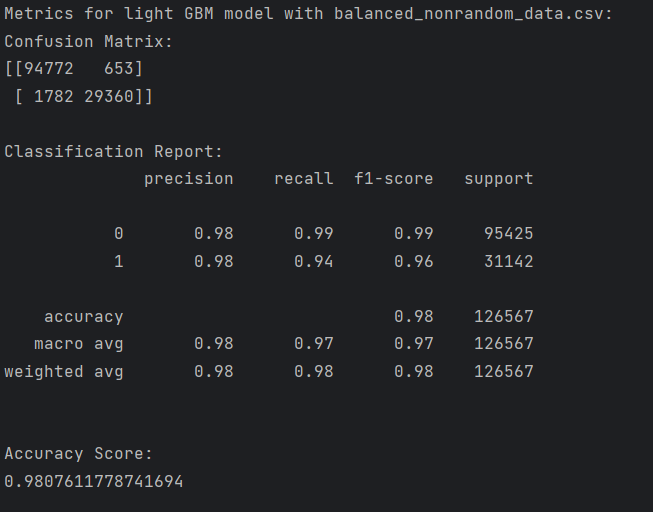 Metrics for light GBM model with balanced_nonrandom_data.csv:
Confusion Matrix:
[[94772   653]
 [ 1782 29360]]
Classification Report:
              precision    recall  f1-score   support
           0       0.98      0.99      0.99     95425
           1       0.98      0.94      0.96     31142
    accuracy                           0.98    126567
   macro avg       0.98      0.97      0.97    126567
weighted avg       0.98      0.98      0.98    126567
Accuracy Score:
0.9807611778741694